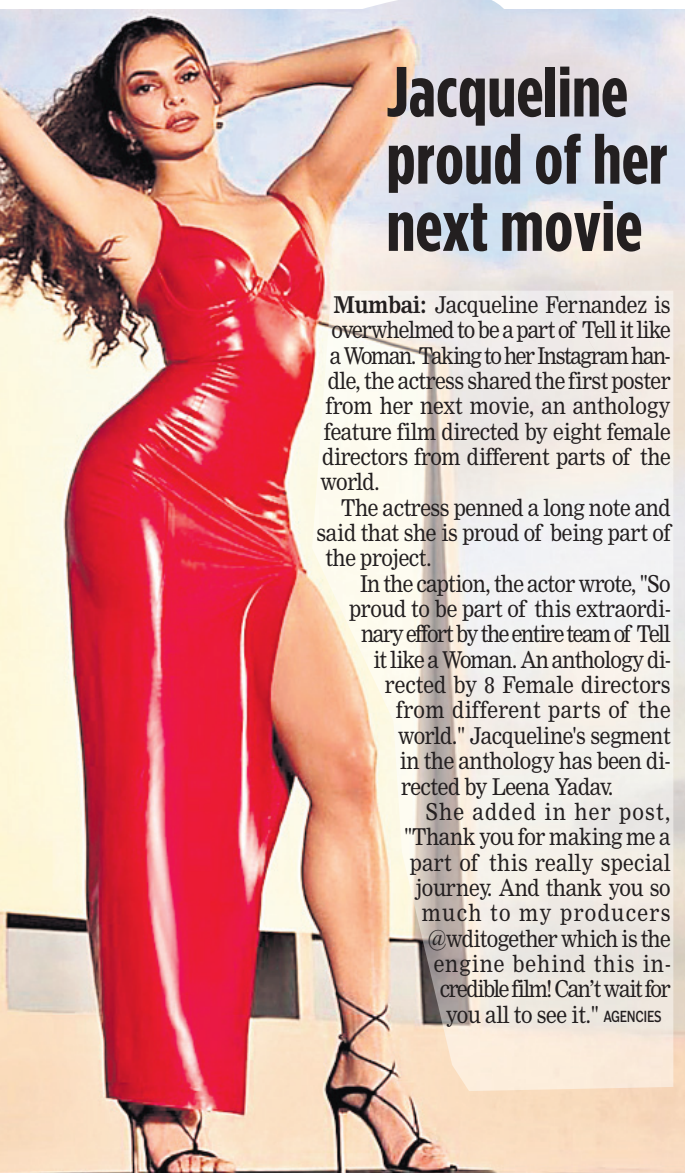 Jacqueline
proud of her
next movie
Mumbai: Jacqueline Fernandez is
overwhelmed to be a part of Tell it like
a Woman. Taking to her Instagram han-
dle, the actress shared the first poster
from her next movie, an anthology
feature film directed by eight female
directors from different parts of the
world.
The actress penned a long note and
said that she is proud of being part of
the project.
In the caption, the actor wrote, "So
proud to be part of this extraordi-
nary effort by the entire team of Tell
it like a Woman. An anthology di-
rected by 8 Female directors
from different parts of the
world." Jacqueline's segment
in the anthology has been di-
rected by Leena Yadav.
She added in her post,
"Thank you for making me a
part of this really special
journey. And thank you so
much to my producers
@wditogether which is the
engine behind this in-
credible film! Can't wait for
you all to see it." AGENCIES